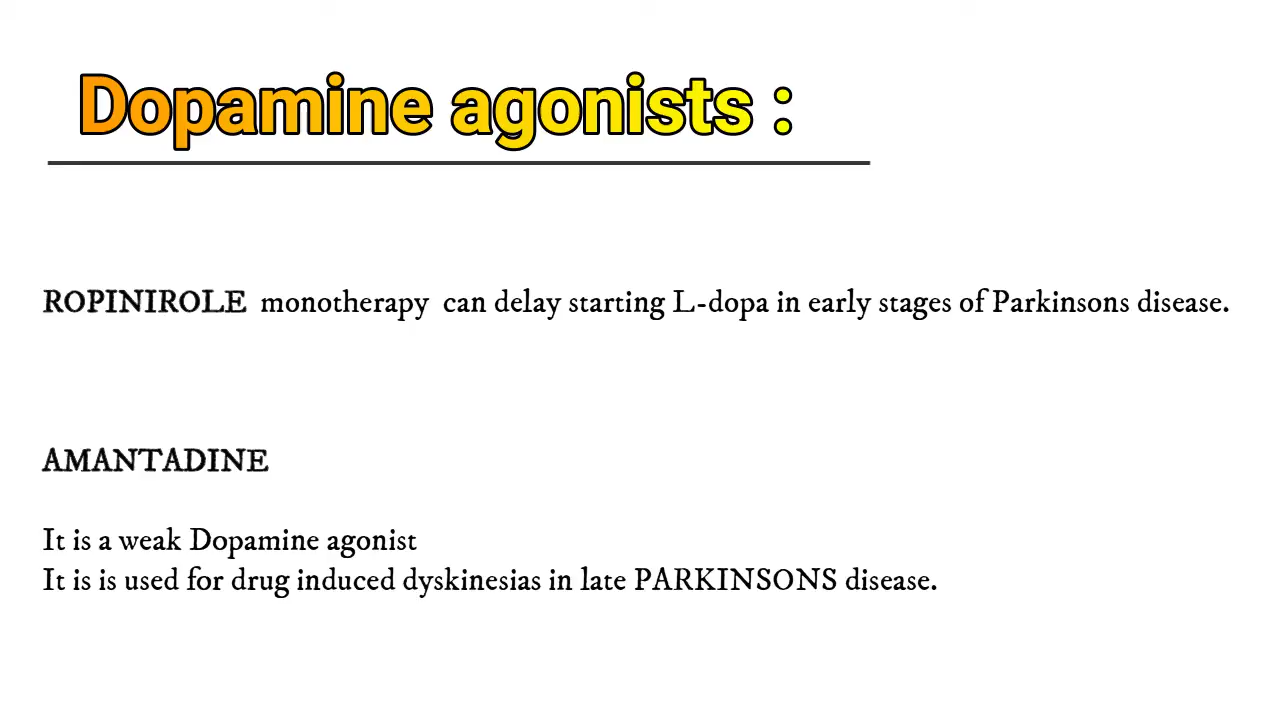 Dopamine agonists :
ROPINIROLE monotherapy can delay starting L-dopa in early stages of Parkinsons disease.
AMANTADINE
It is a weak Dopamine agonist
It is is used for drug induced dyskinesias in late PARKINSONS disease.